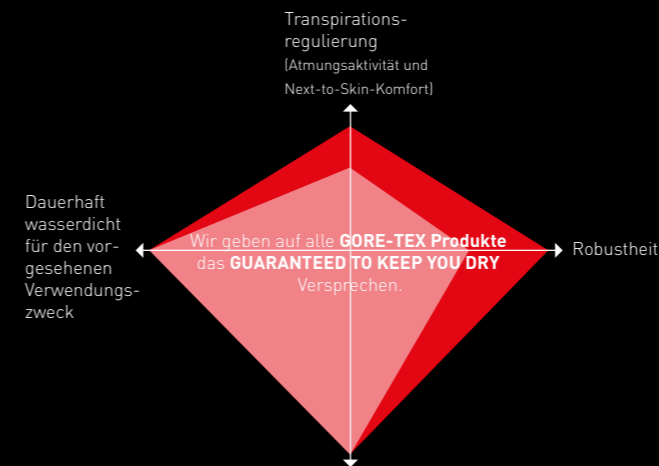 Transpirations-
regulierung
(Atmungsaktivität und
Next-to-Skin-Komfort)
Dauerhaft
wasserdicht
für den vor-
gesehenen
Verwendungs-
zweck
Wir geben auf alle GORE-TEX Produkte
das GUARANTEED TO KEEP YOU DRY
Versprechen.
Robustheit